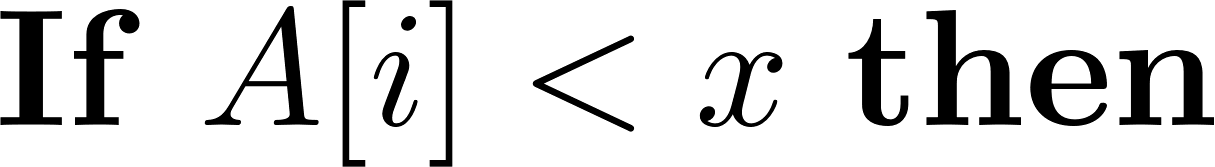 If A[i] < x then